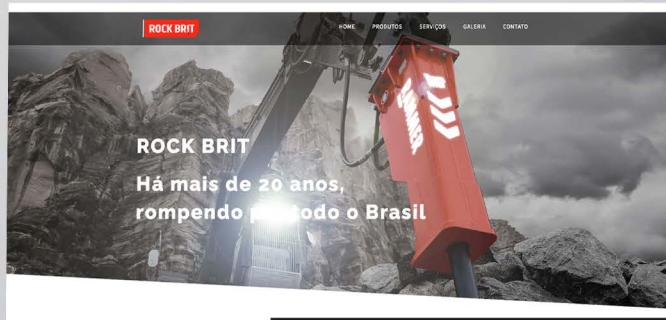 ROCK BRIT
HOME PRODUTOS SERVIÇOS GALERIA CONTATO
ROCK BRIT
Há mais de 20 anos,
rompendo todo o Brasil